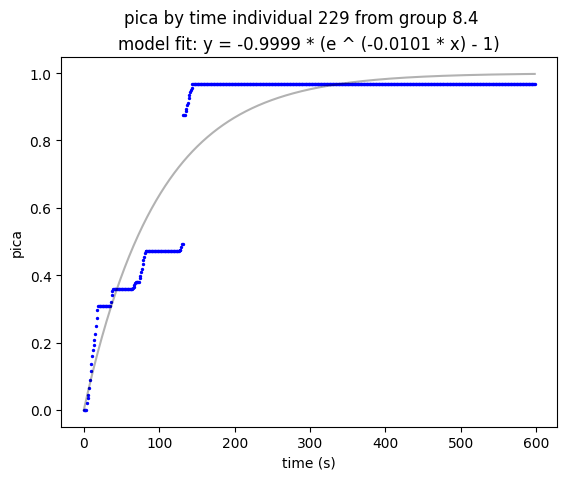 pica by time individual 229 from group 8.4
model fit: y = -0.9999 * (e ^ (-0.0101 * x) - 1)
1.0
0.8
0.6
0.4
0.2
0.0
pica
0 100 200 300 400 500 600
time (s)